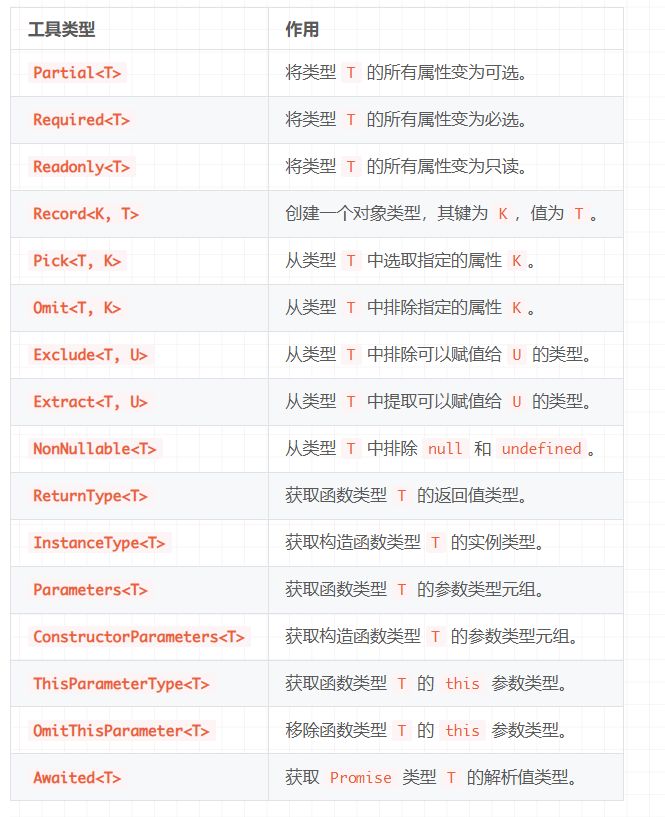 工具类型 作用
Partial<T> 将类型 T 的所有属性变为可选。
Required<T> 将类型 T 的所有属性变为必选。
Readonly<T> 将类型 T 的所有属性变为只读。
Record<K, T> 创建一个对象类型，其键为 K ，值为 T 。
Pick<T, K> 从类型 T 中选取指定的属性 K 。
Omit<T, K> 从类型 T 中排除指定的属性 K 。
Exclude<T, U> 从类型 T 中排除可以赋值给 U 的类型。
Extract<T, U> 从类型 T 中提取可以赋值给 U 的类型。
NonNullable<T> 从类型 T 中排除 null 和 undefined 。
ReturnType<T> 获取函数类型 T 的返回值类型。
InstanceType<T> 获取构造函数类型 T 的实例类型。
Parameters<T> 获取函数类型 T 的参数类型元组。
ConstructorParameters<T> 获取构造函数类型 T 的参数类型元组。
ThisParameterType<T> 获取函数类型 T 的 this 参数类型。
OmitThisParameter<T> 移除函数类型 T 的 this 参数类型。
Awaited<T> 获取 Promise 类型 T 的解析值类型。